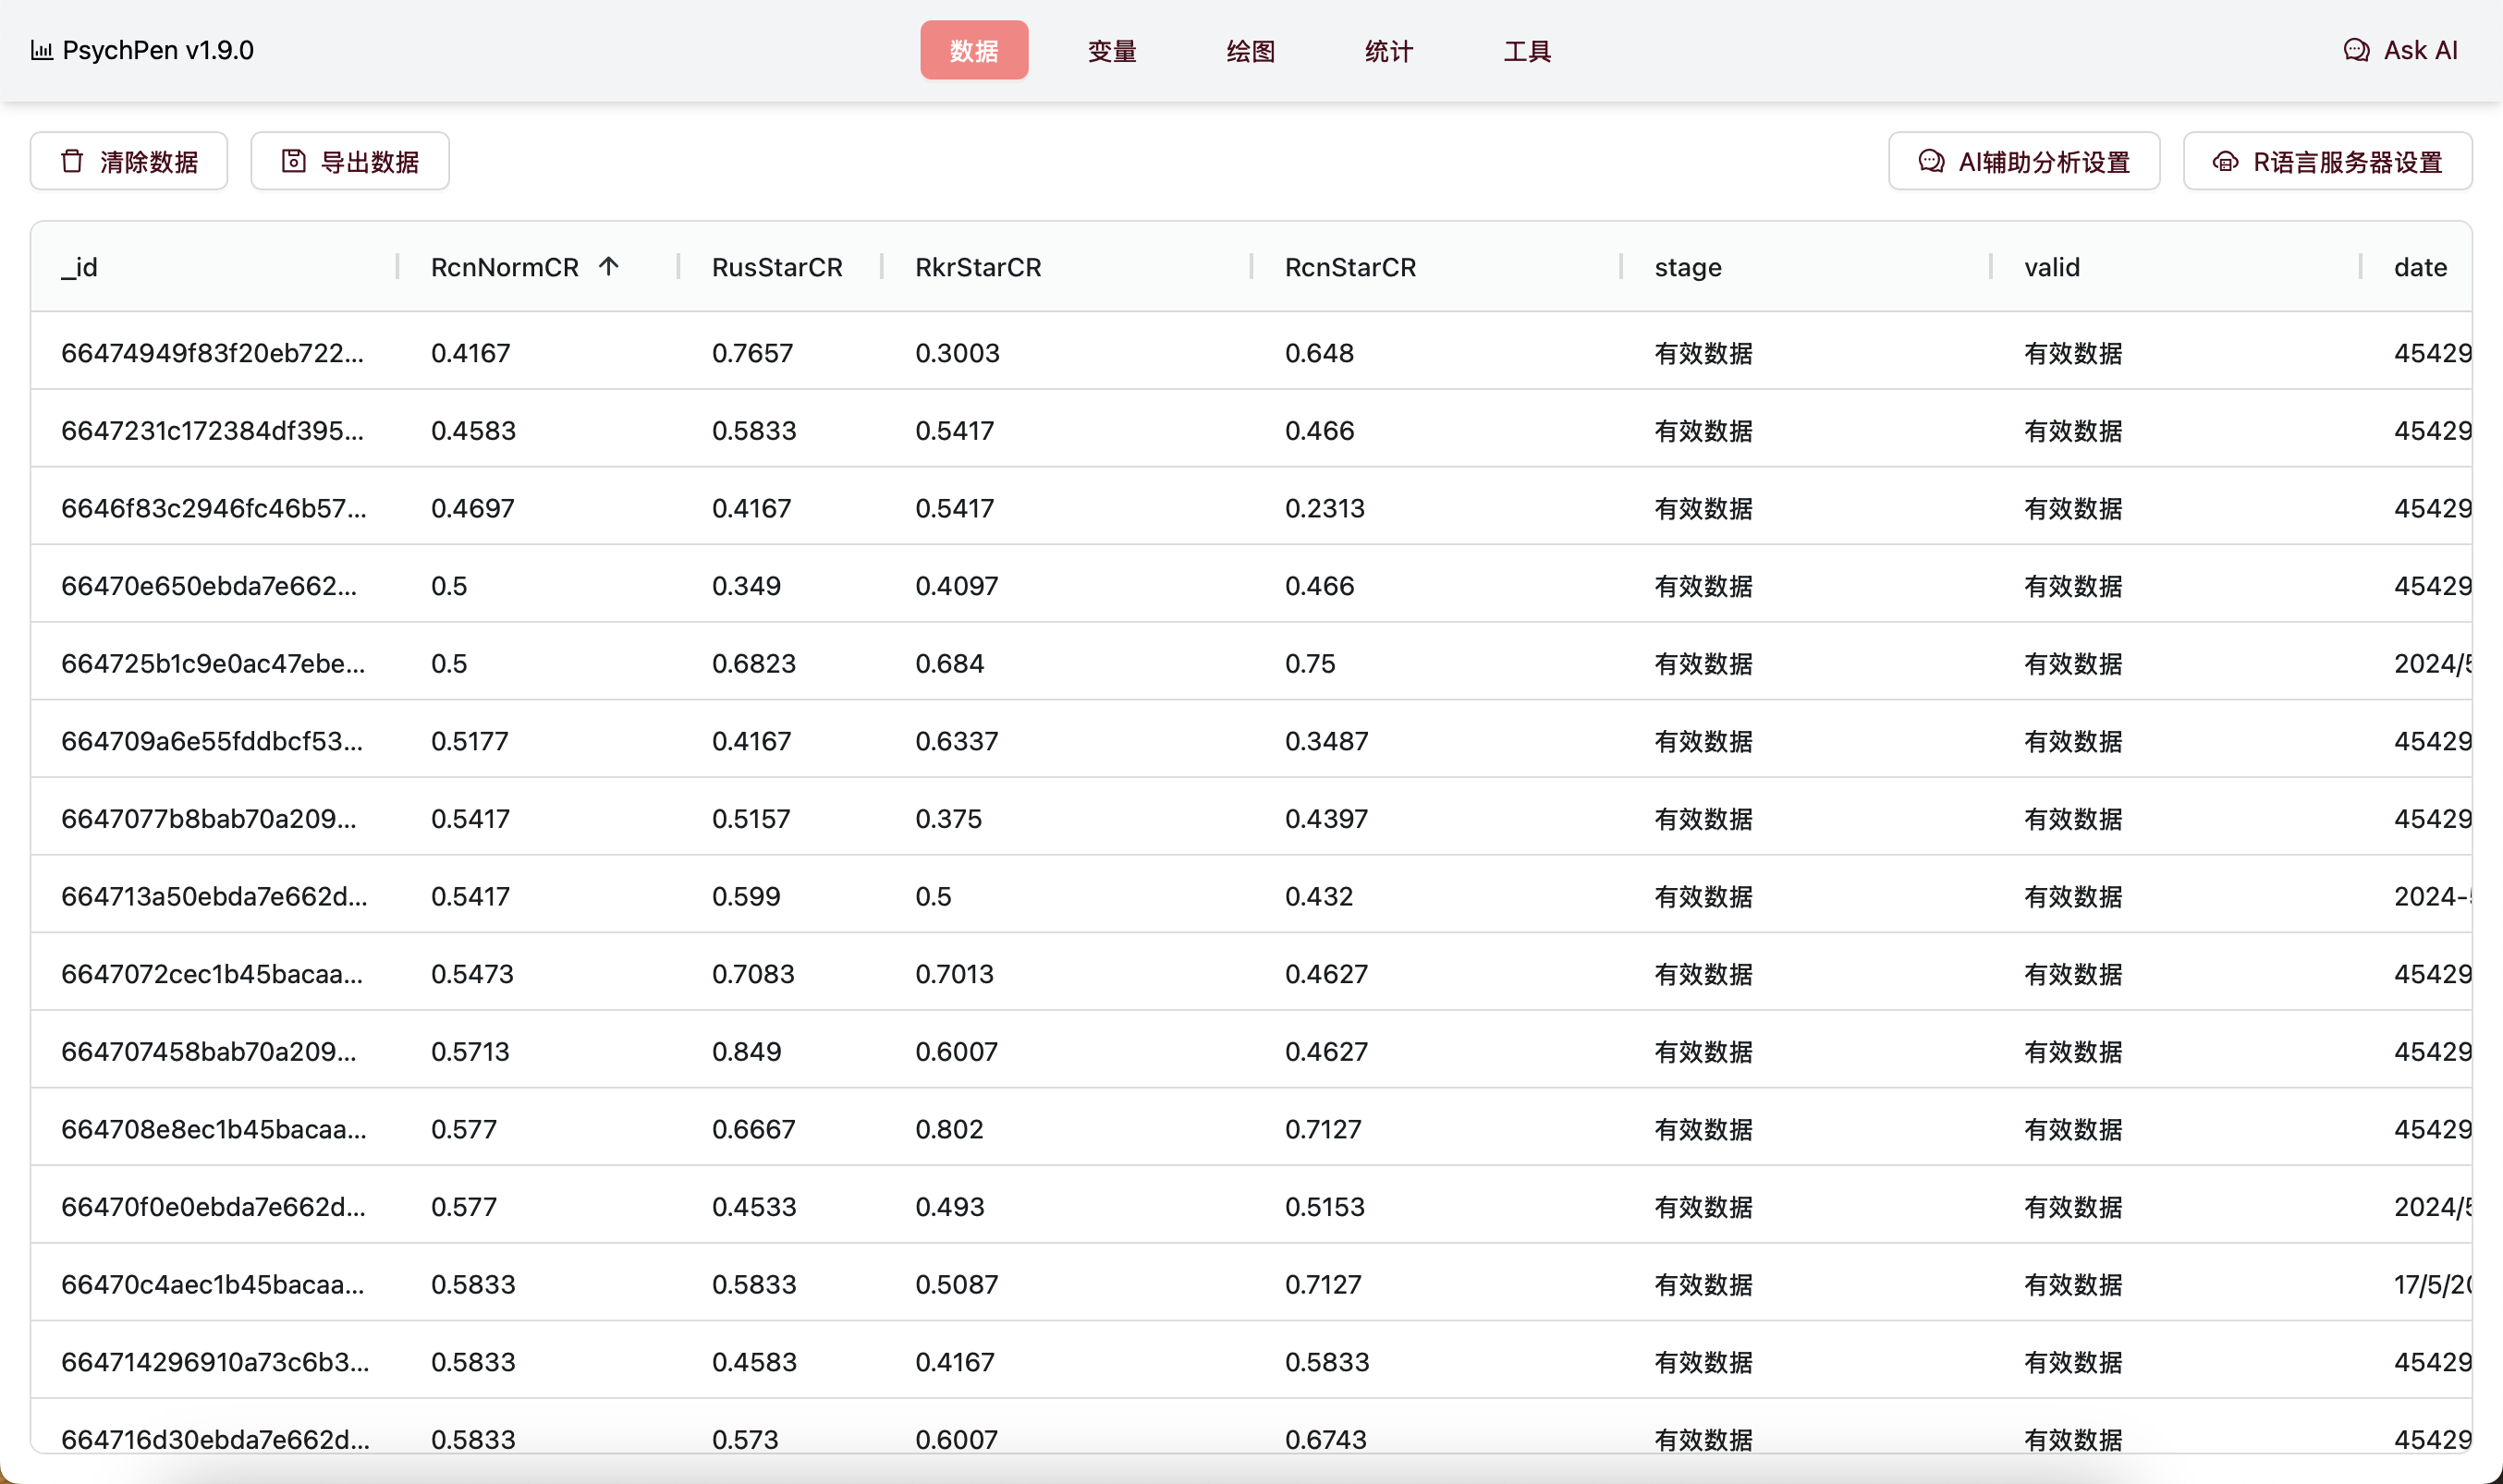 PsychPen v1.9.0 数据 变量 绘图 统计 工具 Ask AI
清除数据 导出数据 AI辅助分析设置 R语言服务器设置
_id RcnNormCR RusStarCR RkrStarCR RcnStarCR stage valid date
66474949f83f20eb722... 0.4167 0.7657 0.3003 0.648 有效数据 有效数据 45429
6647231c172384df395... 0.4583 0.5833 0.5417 0.466 有效数据 有效数据 45429
6646f83c2946fc46b57... 0.4697 0.4167 0.5417 0.2313 有效数据 有效数据 45429
66470e650ebda7e662... 0.5 0.349 0.4097 0.466 有效数据 有效数据 45429
664725b1c9e0ac47ebe... 0.5 0.6823 0.684 0.75 有效数据 有效数据 2024/5
664709a6e55fddbcf53... 0.5177 0.4167 0.6337 0.3487 有效数据 有效数据 45429
6647077b8bab70a209... 0.5417 0.5157 0.375 0.4397 有效数据 有效数据 45429
664713a50ebda7e662d... 0.5417 0.599 0.5 0.432 有效数据 有效数据 2024-5
6647072cec1b45bacaa... 0.5473 0.7083 0.7013 0.4627 有效数据 有效数据 45429
664707458bab70a209... 0.5713 0.849 0.6007 0.4627 有效数据 有效数据 45429
664708e8ec1b45bacaa... 0.577 0.6667 0.802 0.7127 有效数据 有效数据 45429
66470f0e0ebda7e662d... 0.577 0.4533 0.493 0.5153 有效数据 有效数据 2024/5
66470c4aec1b45bacaa... 0.5833 0.5833 0.5087 0.7127 有效数据 有效数据 17/5/20
664714296910a73c6b3... 0.5833 0.4583 0.4167 0.5833 有效数据 有效数据 45429
664716d30ebda7e662d... 0.5833 0.573 0.6007 0.6743 有效数据 有效数据 45429